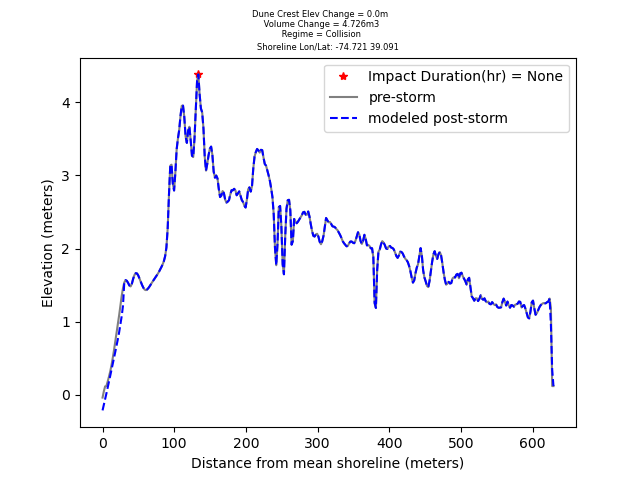 Dune Crest Elev Change = 0.0m
Volume Change = 4.726m3
Regime = Collision
Shoreline Lon/Lat: -74.721 39.091
Impact Duration(hr) = None
pre-storm
modeled post-storm
Elevation (meters)
4
3
2
1
0
0 100 200 300 400 500 600
Distance from mean shoreline (meters)